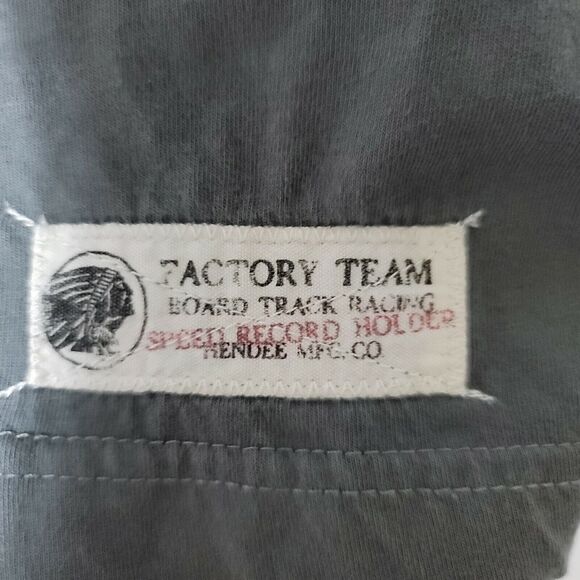 FACTORY TEAM
BOARD TRACK RACING
SPEED RECORD HOLDER
HENDEE MFG. CO